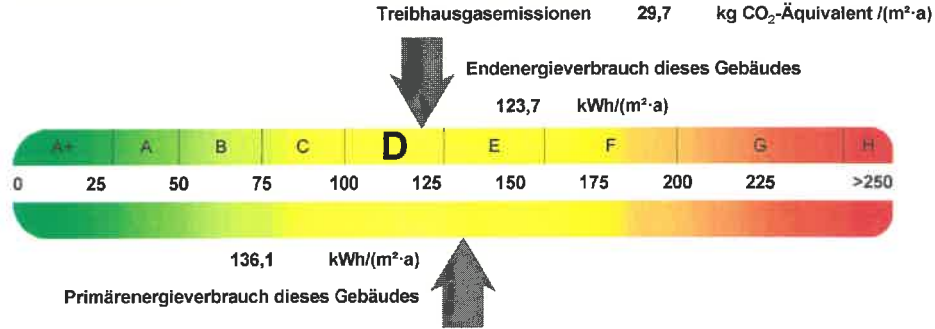 Treibhausgasemissionen 29,7 kg CO₂-Äquivalent /(m²·a)
Endenergieverbrauch dieses Gebäudes
123,7 kWh/(m²·a)
A+ A B C D E F G H
0 25 50 75 100 125 150 175 200 225 >250
136,1 kWh/(m²·a)
Primärenergieverbrauch dieses Gebäudes